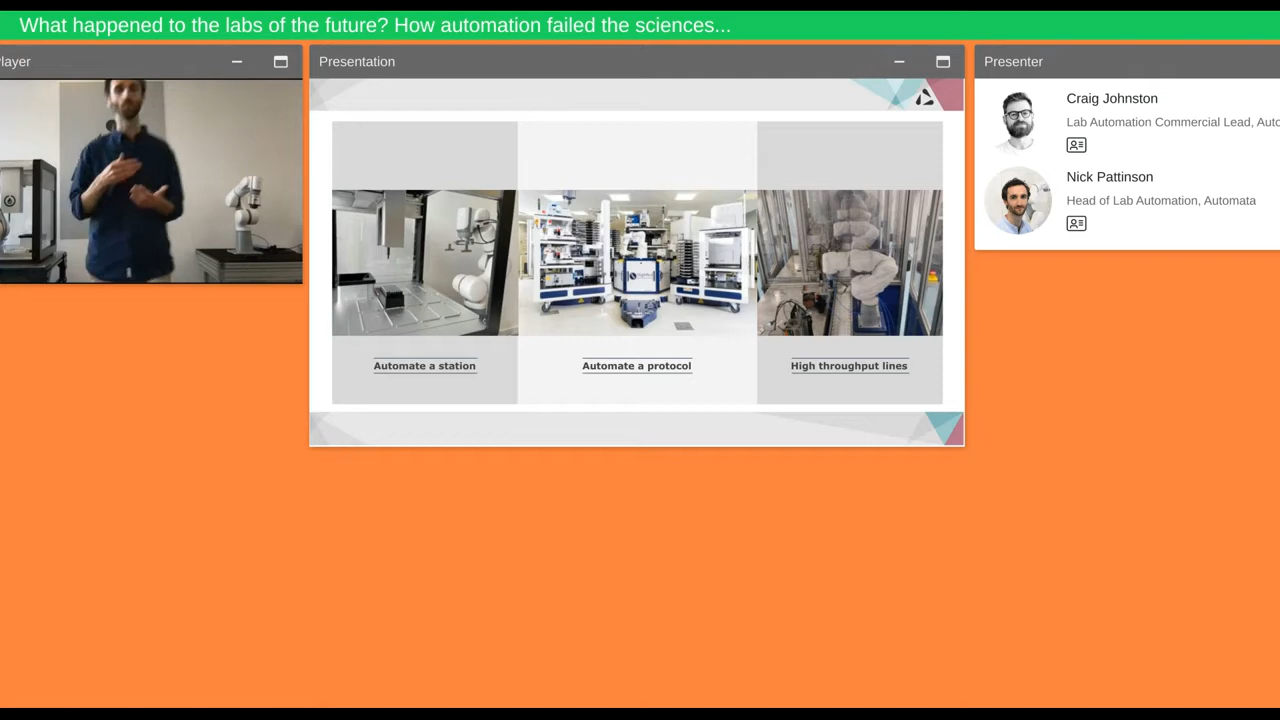 What happened to the labs of the future? How automation failed the sciences...
layer
Presentation
Presenter
Craig Johnston
Lab Automation Commercial Lead, Auto
Nick Pattinson
Head of Lab Automation, Automata
Automate a station
Automate a protocol
High throughput lines